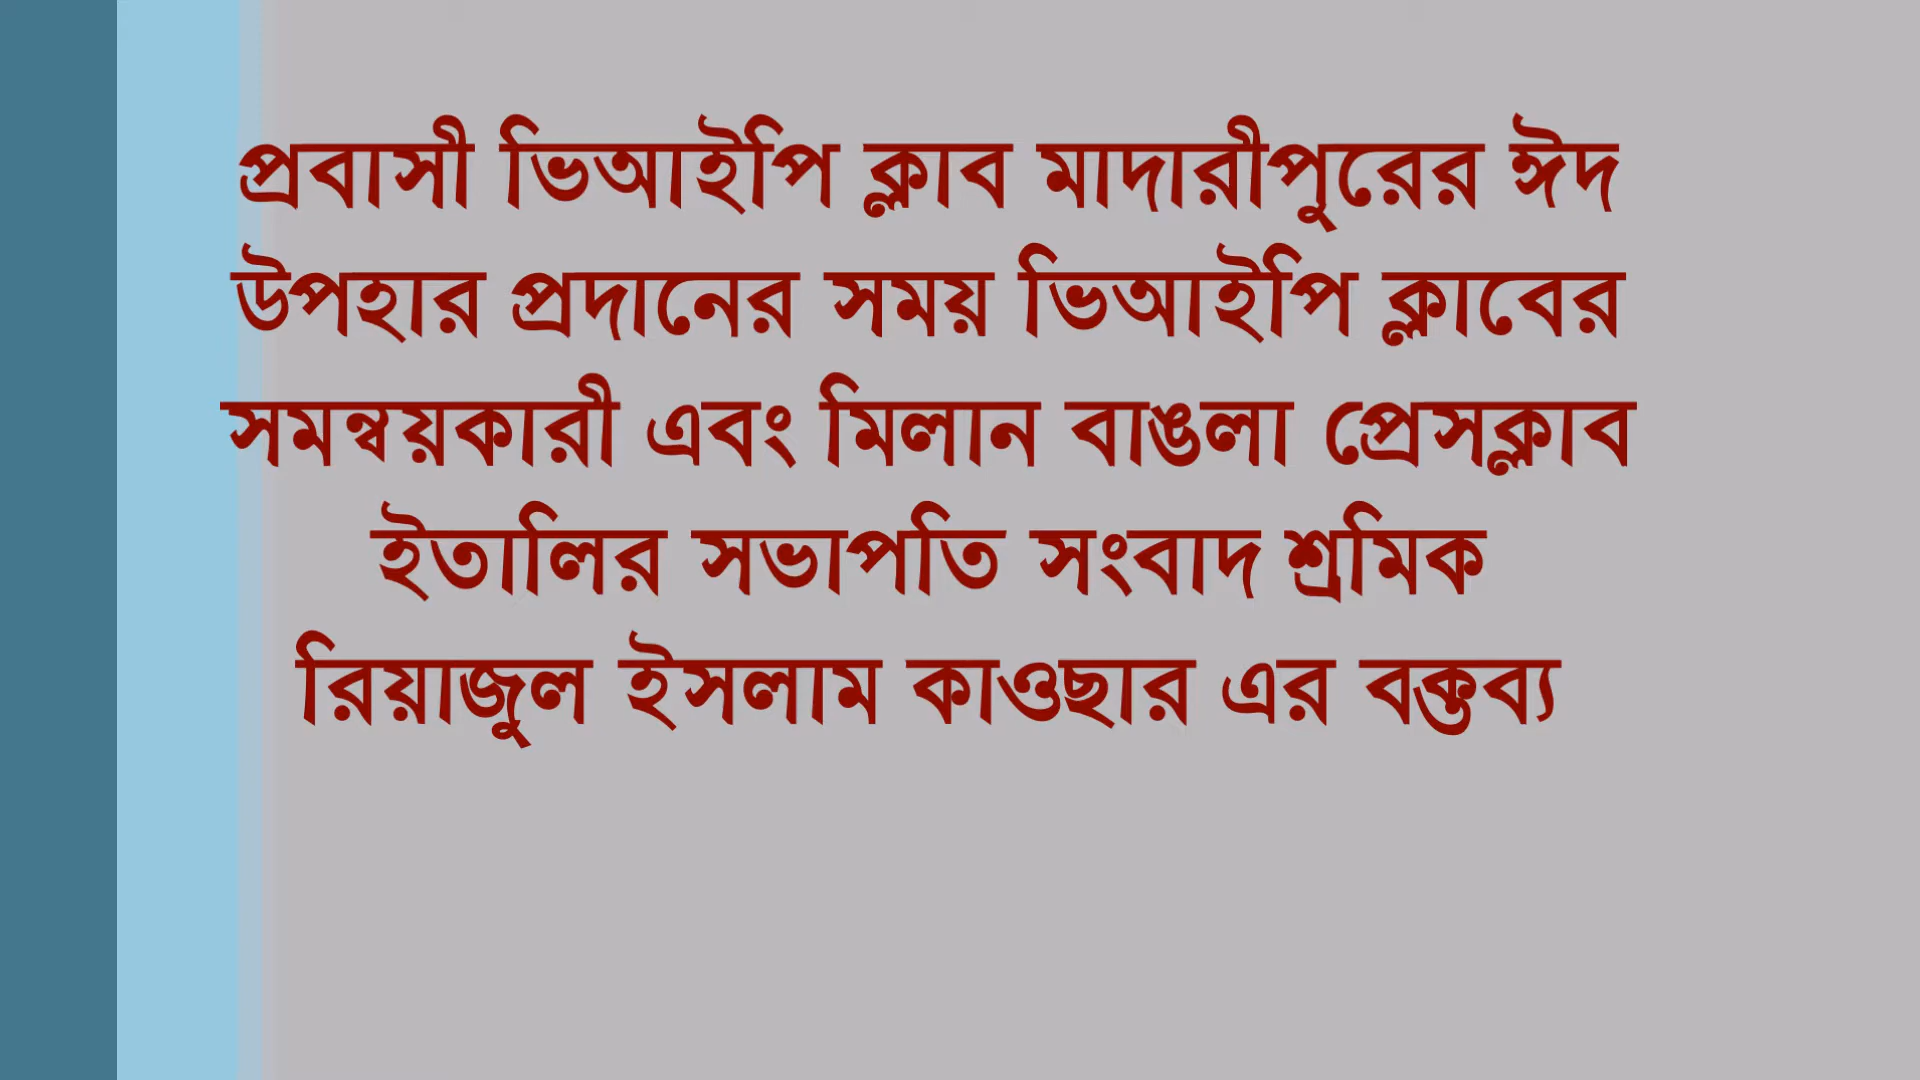 প্রবাসী ভিআইপি ক্লাব মাদারীপুরের ঈদ
উপহার প্রদানের সময় ভিআইপি ক্লাবের
সমন্বয়কারী এবং মিলান বাঙলা প্রেসক্লাব
ইতালির সভাপতি সংবাদ শ্রমিক
রিয়াজুল ইসলাম কাওছার এর বক্তব্য